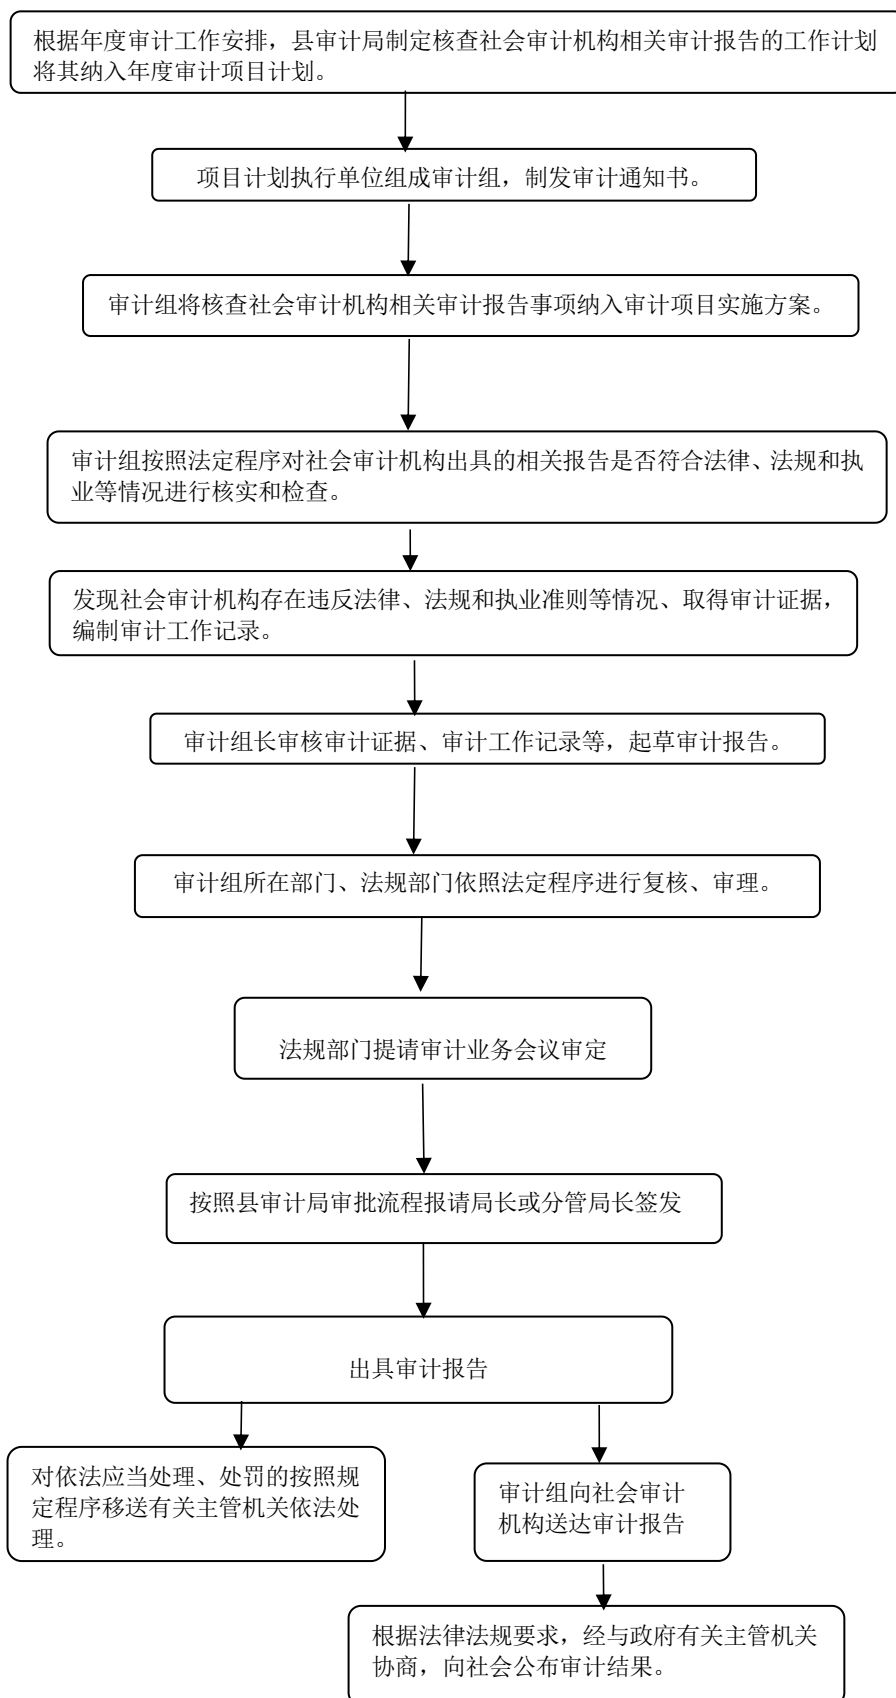 根据年度审计工作安排，县审计局制定核查社会审计机构相关审计报告的工作计划
将其纳入年度审计项目计划。
项目计划执行单位组成审计组，制发审计通知书。
审计组将核查社会审计机构相关审计报告事项纳入审计项目实施方案。
审计组按照法定程序对社会审计机构出具的相关报告是否符合法律、法规和执
业等情况进行核实和检查。
发现社会审计机构存在违反法律、法规和执业准则等情况、取得审计证据，
编制审计工作记录。
审计组长审核审计证据、审计工作记录等，起草审计报告。
审计组所在部门、法规部门依照法定程序进行复核、审理。
法规部门提请审计业务会议审定
按照县审计局审批流程报请局长或分管局长签发
出具审计报告
对依法应当处理、处罚的按照规
定程序移送有关主管机关依法处
理。
审计组向社会审计
机构送达审计报告
根据法律法规要求，经与政府有关主管机关
协商，向社会公布审计结果。